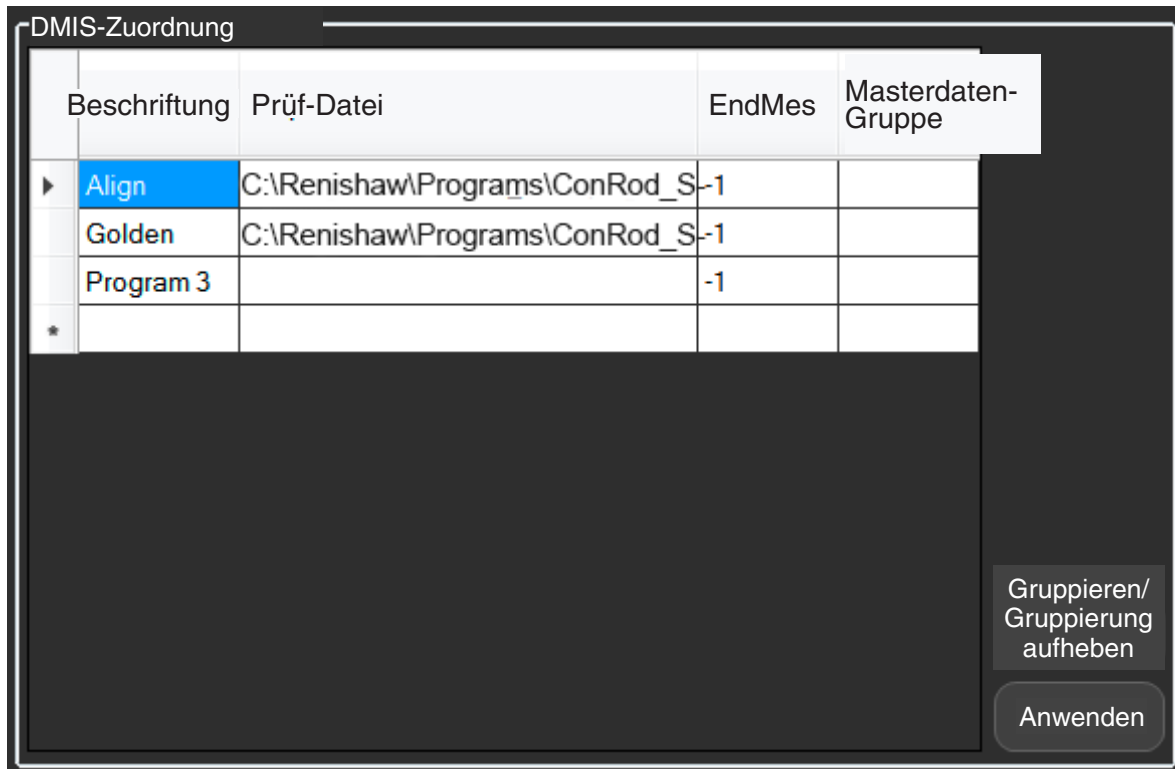 DMIS-Zuordnung
Beschriftung Prüf-Datei EndMes Masterdaten-
Gruppe
Align C:\Renishaw\Programs\ConRod_S -1
Golden C:\Renishaw\Programs\ConRod_S -1
Program 3 -1
*
Gruppieren/
Gruppierung
aufheben
Anwenden